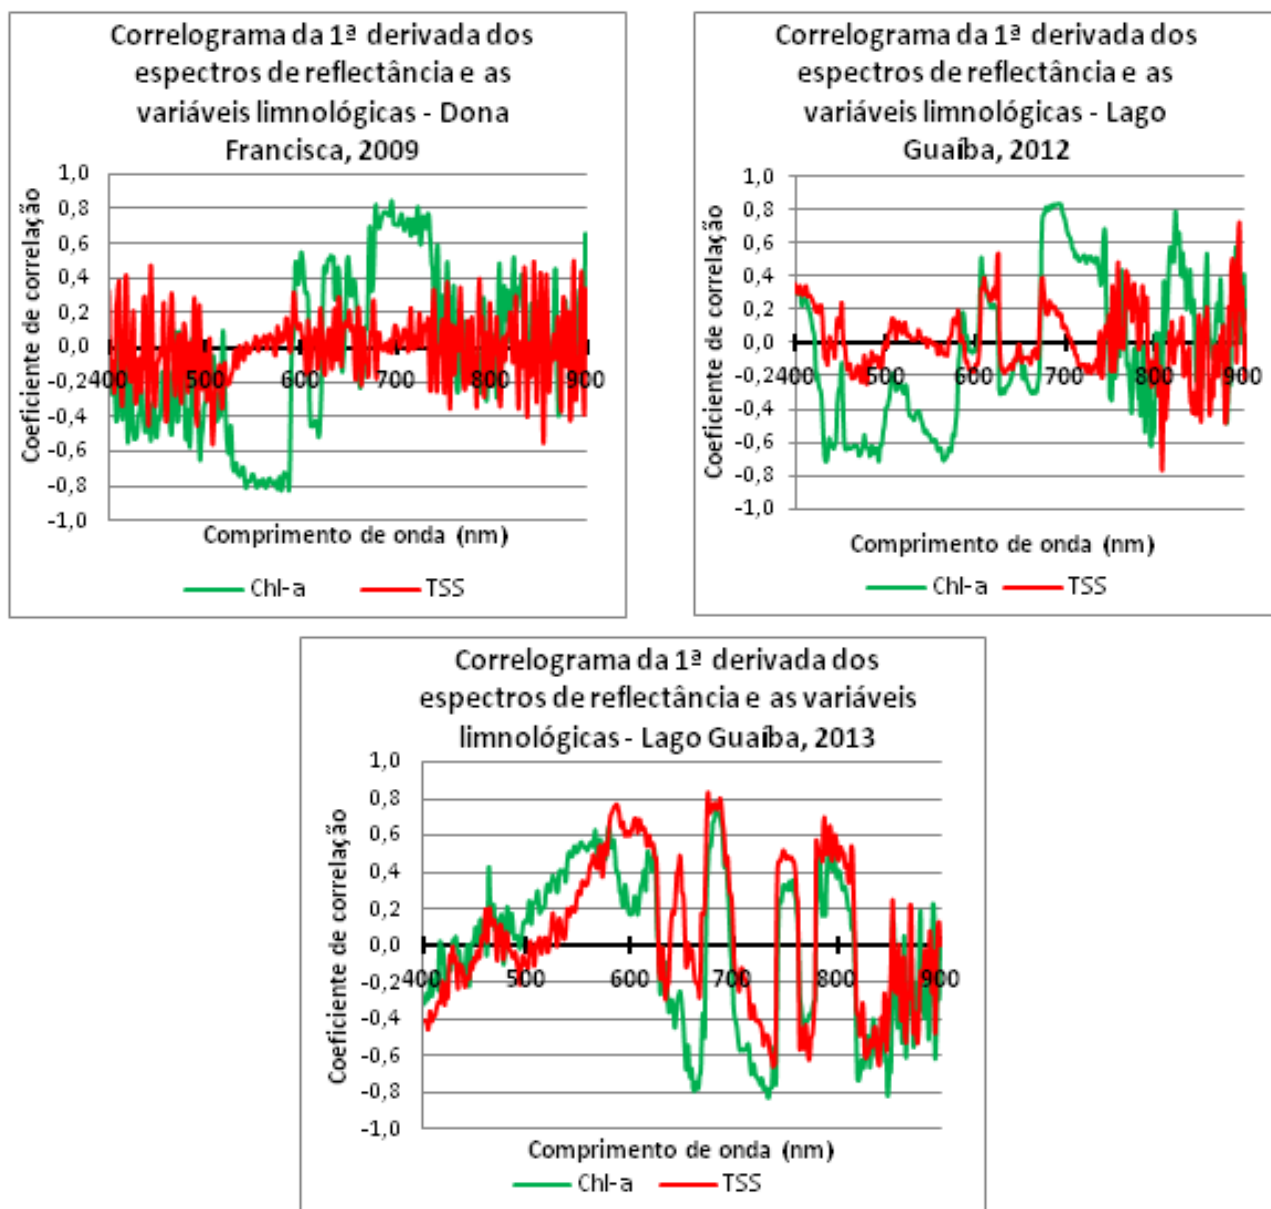 Correlograma da 1ª derivada dos
espectros de reflectância e as
variáveis limnológicas - Dona
Francisca, 2009
Coeficiente de correlação
1,0
0,8
0,6
0,4
0,2
0,0
-0,2
-0,4
-0,6
-0,8
-1,0
400 500 600 700 800 900
Comprimento de onda (nm)
Chl-a TSS
Correlograma da 1ª derivada dos
espectros de reflectância e as
variáveis limnológicas - Lago
Guaíba, 2012
Coeficiente de correlação
1,0
0,8
0,6
0,4
0,2
0,0
-0,2
-0,4
-0,6
-0,8
-1,0
400 500 600 700 800 900
Comprimento de onda (nm)
Chl-a TSS
Correlograma da 1ª derivada dos
espectros de reflectância e as variáveis
limnológicas - Lago Guaíba, 2013
Coeficiente de correlação
1,0
0,8
0,6
0,4
0,2
0,0
-0,2
-0,4
-0,6
-0,8
-1,0
400 500 600 700 800 900
Comprimento de onda (nm)
Chl-a TSS